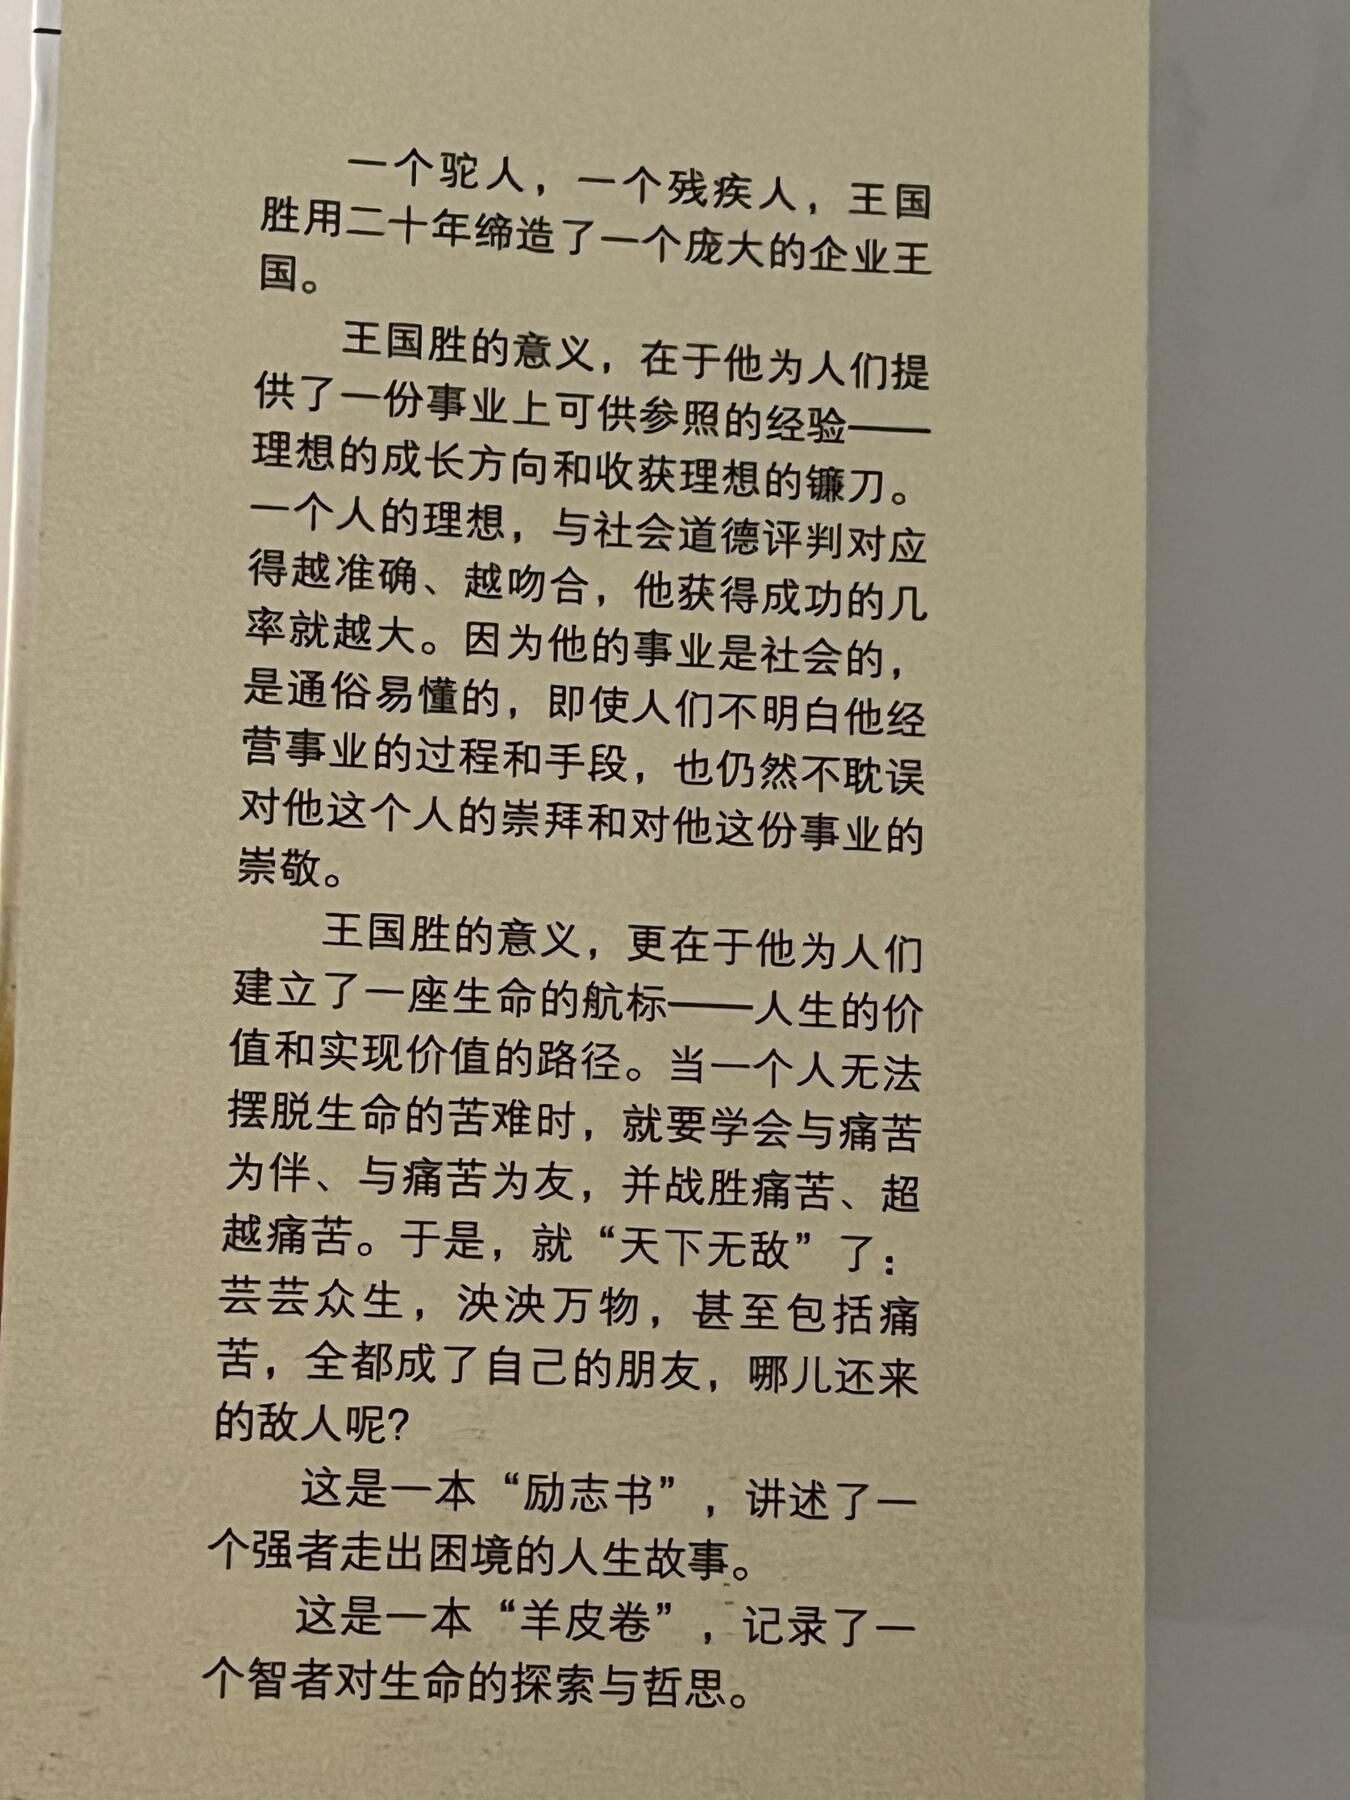 一个驼人，一个残疾人，王国
胜用二十年缔造了一个庞大的企业王
国。
王国胜的意义，在于他为人们提
供了一份事业上可供参照的经验——
理想的成长方向和收获理想的镰刀。
一个人的理想，与社会道德评判对应
得越准确、越吻合，他获得成功的几
率就越大。因为他的事业是社会的，
是通俗易懂的，即使人们不明白他经
营事业的过程和手段，也仍然不耽误
对他这个人的崇拜和对他这份事业的
崇敬。
王国胜的意义，更在于他为人们
建立了一座生命的航标——人生的价
值和实现价值的路径。当一个人无法
摆脱生命的苦难时，就要学会与痛苦
为伴、与痛苦为友，并战胜痛苦、超
越痛苦。于是，就“天下无敌”了：
芸芸众生，泱泱万物，甚至包括痛
苦，全都成了自己的朋友，哪儿还来
的敌人呢？
这是一本“励志书”，讲述了一
个强者走出困境的人生故事。
这是一本“羊皮卷”，记录了一
个智者对生命的探索与哲思。